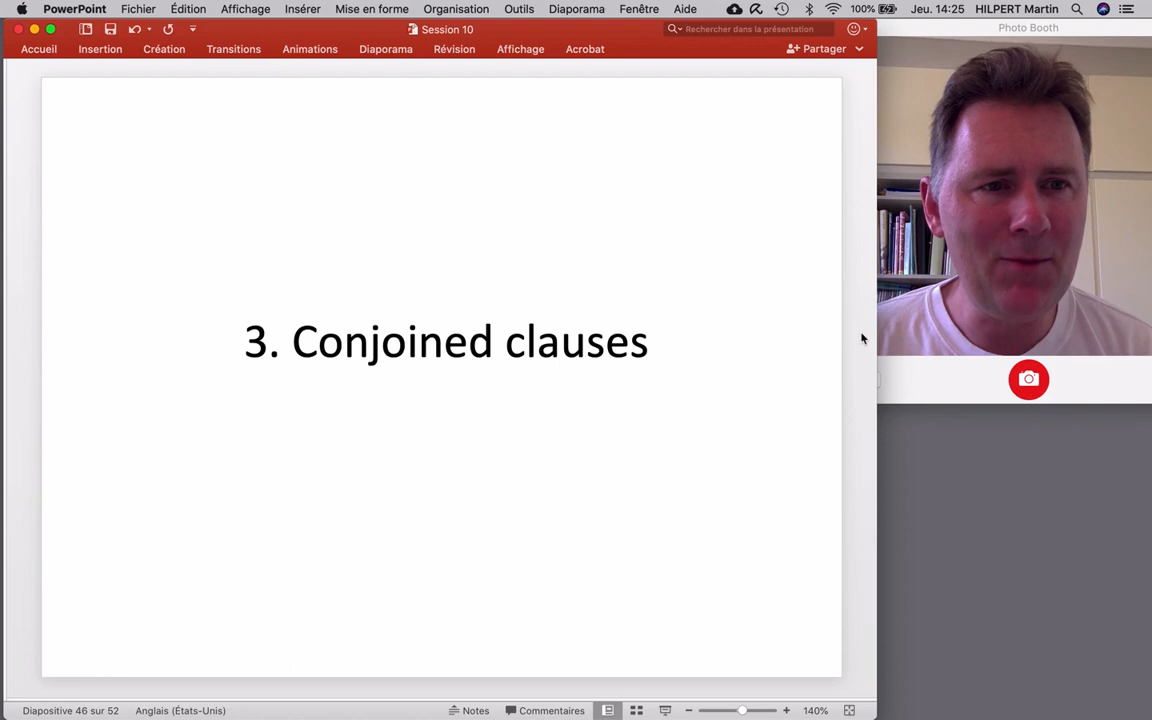 PowerPoint Fichier Édition Affichage Insérer Mise en forme Organisation Outils Diaporama Fenêtre Aide 100% Jeu. 14:25 HILPERT Martin
Session 10 Rechercher dans la présentation
Photo Booth
Accueil Insertion Création Transitions Animations Diaporama Révision Affichage Acrobat Partager
3. Conjoined clauses
Diapositive 46 sur 52 Anglais (États-Unis) Notes Commentaires 140%